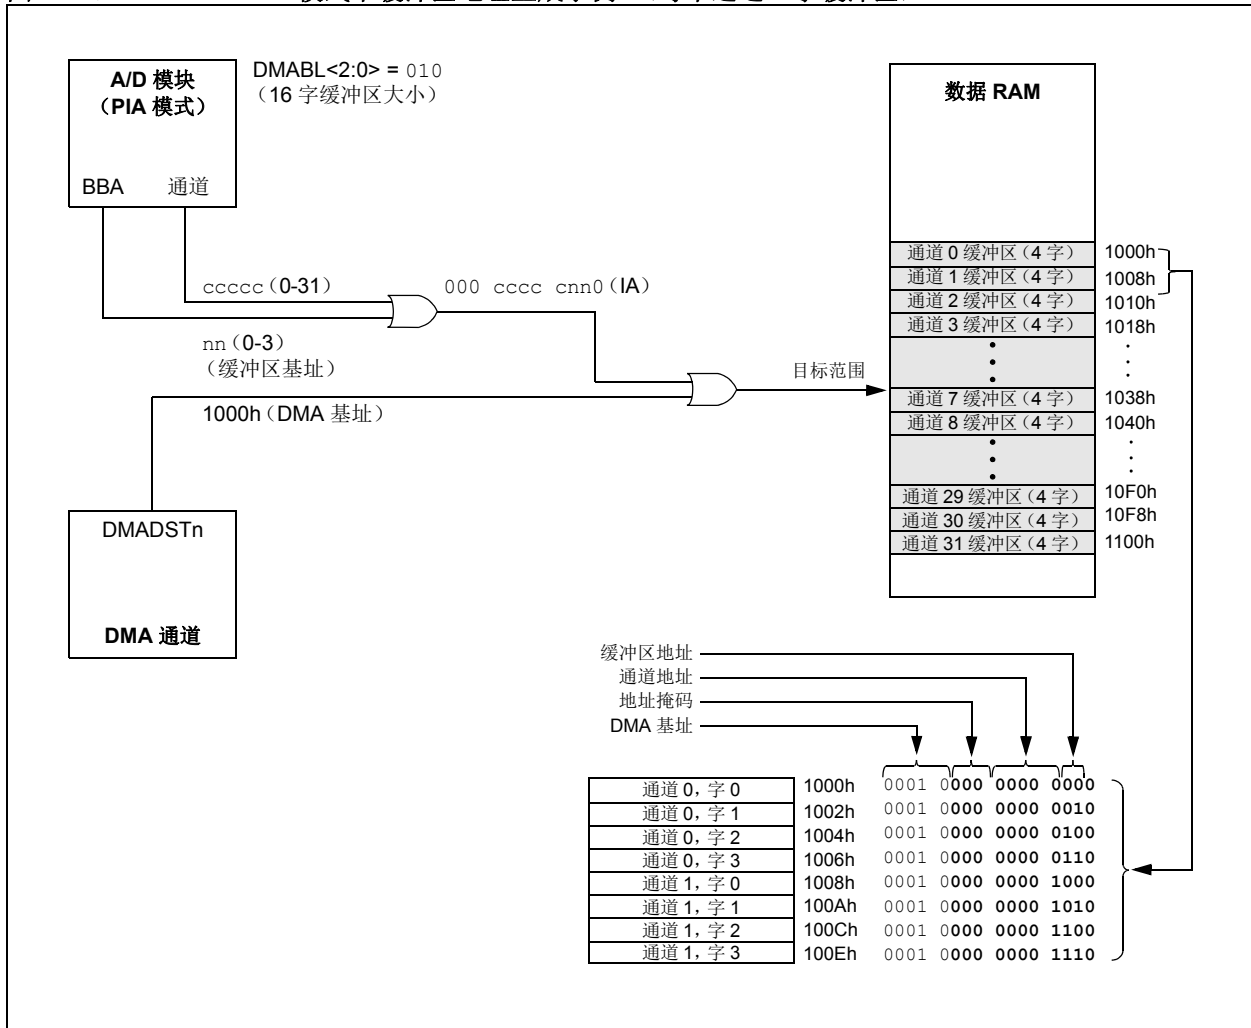 A/D 模块
（PIA 模式）
BBA 通道
DMABL<2:0> = 010
（16 字缓冲区大小）
ccccc（0-31）
000 cccc cnn0（IA）
nn（0-3）
（缓冲区基址）
1000h（DMA 基址）
目标范围
DMADSTn
DMA 通道
数据 RAM
通道 0 缓冲区（4 字） 1000h
通道 1 缓冲区（4 字） 1008h
通道 2 缓冲区（4 字） 1010h
通道 3 缓冲区（4 字） 1018h
通道 7 缓冲区（4 字） 1038h
通道 8 缓冲区（4 字） 1040h
通道 29 缓冲区（4 字） 10F0h
通道 30 缓冲区（4 字） 10F8h
通道 31 缓冲区（4 字） 1100h
缓冲区地址
通道地址
地址掩码
DMA 基址
通道 0，字 0 1000h 0001 0000 0000 0000
通道 0，字 1 1002h 0001 0000 0000 0010
通道 0，字 2 1004h 0001 0000 0000 0100
通道 0，字 3 1006h 0001 0000 0000 0110
通道 1，字 0 1008h 0001 0000 0000 1000
通道 1，字 1 100Ah 0001 0000 0000 1010
通道 1，字 2 100Ch 0001 0000 0000 1100
通道 1，字 3 100Eh 0001 0000 0000 1110